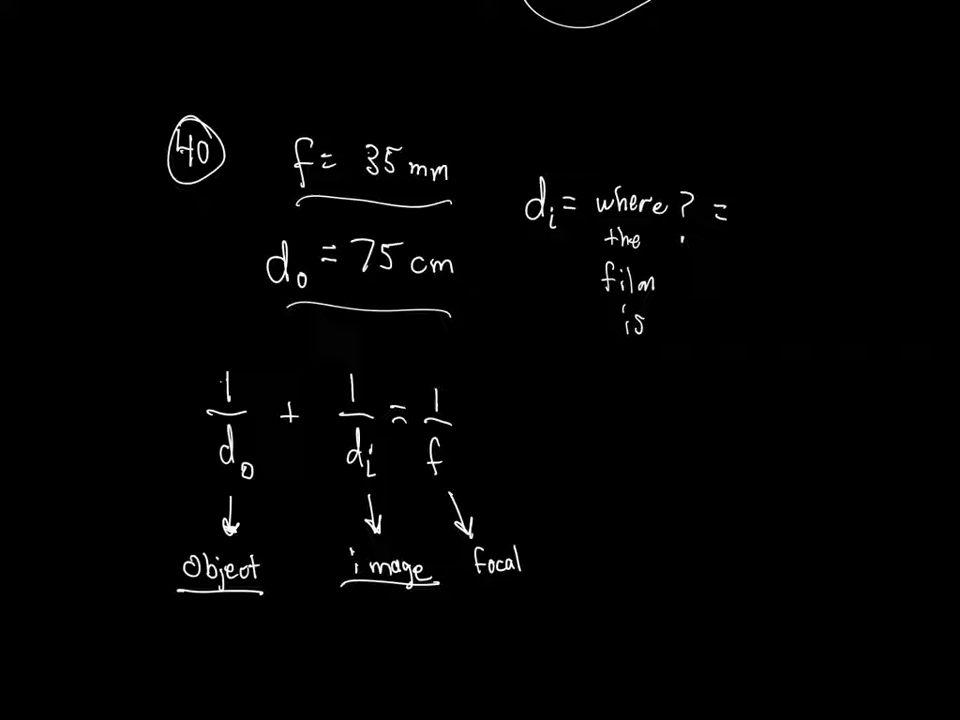 40
f = 35 mm
d₀ = 75 cm
dᵢ = where ? =
the
film
is
1/d₀ + 1/dᵢ = 1/f
Object image focal